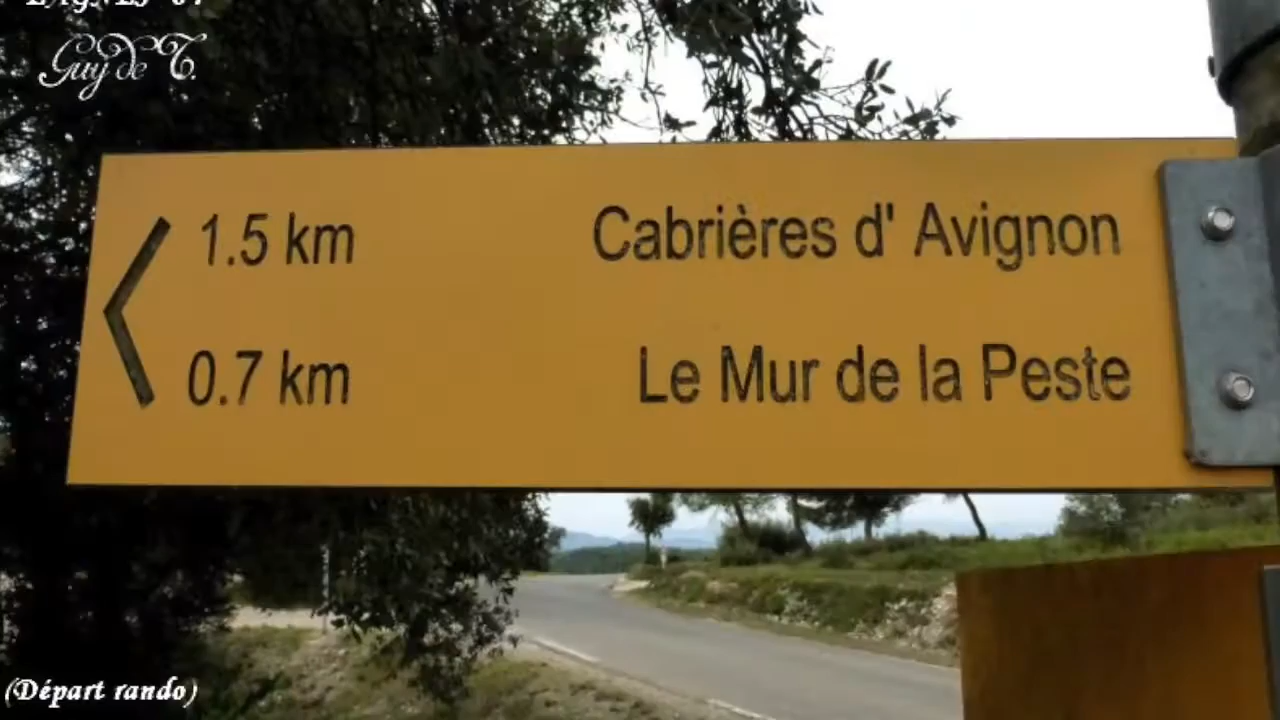 Guy de T.
1.5 km Cabrières d' Avignon
0.7 km Le Mur de la Peste
(Départ rando)